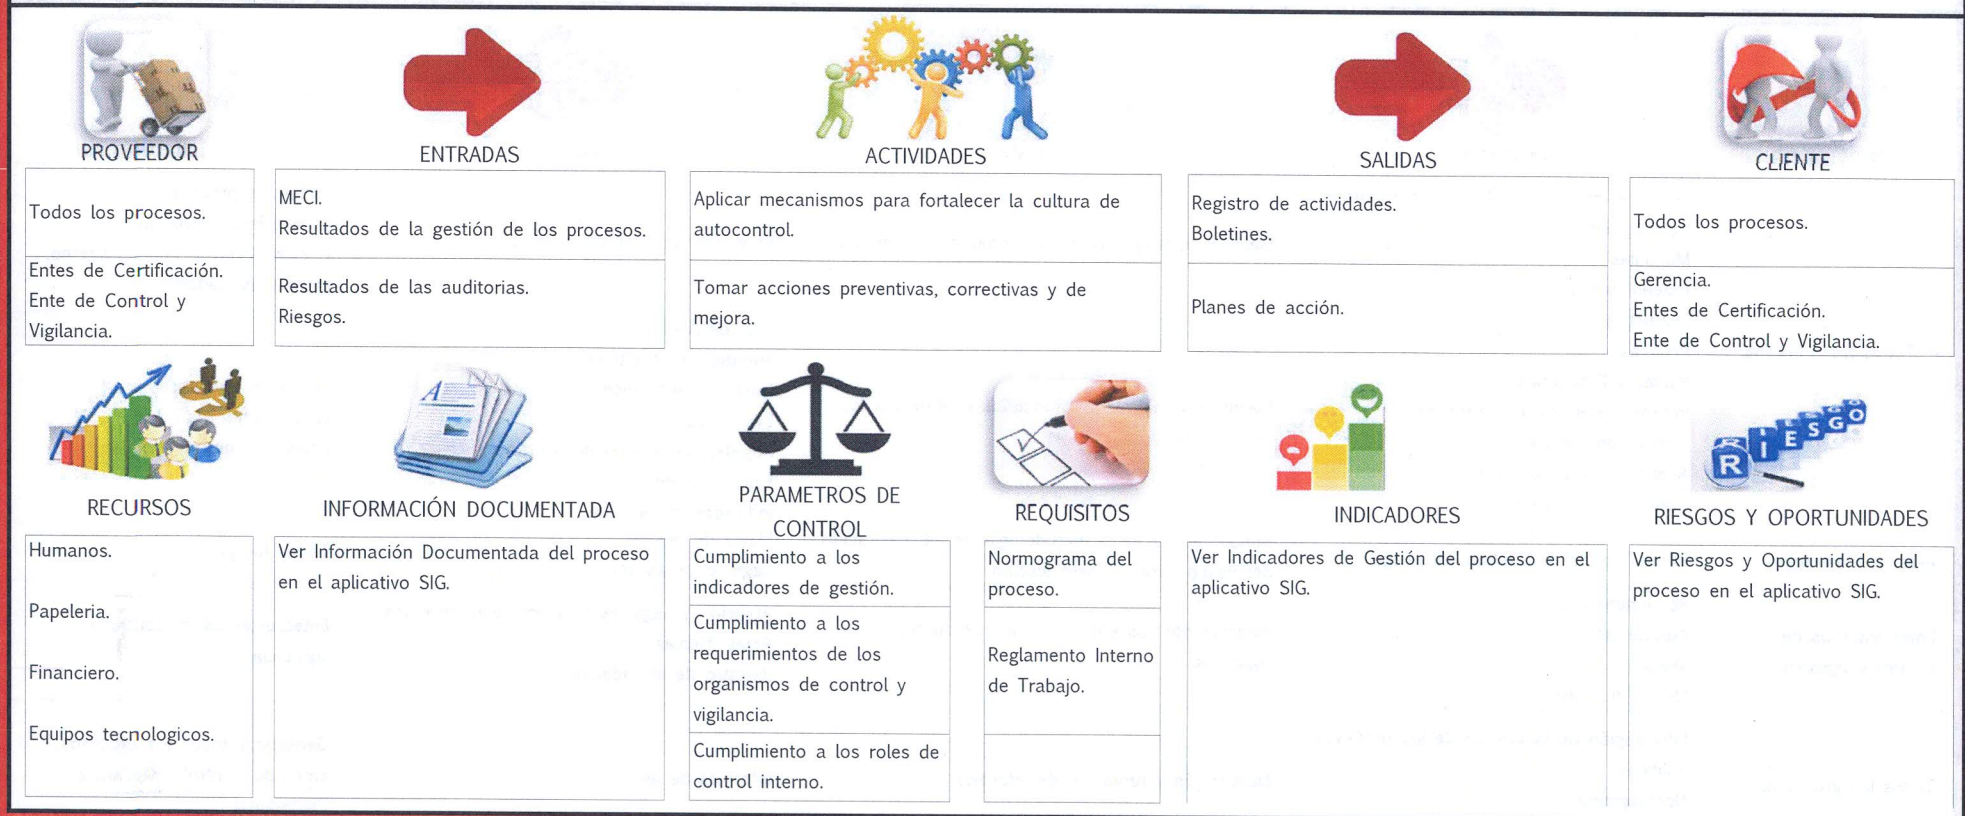 PROVEEDOR
ENTRADAS
ACTIVIDADES
SALIDAS
CLIENTE
Todos los procesos.
MECI.
Resultados de la gestión de los procesos.
Aplicar mecanismos para fortalecer la cultura de
autocontrol.
Registro de actividades.
Boletines.
Todos los procesos.
Entes de Certificación.
Ente de Control y
Vigilancia.
Resultados de las auditorias.
Riesgos.
Tomar acciones preventivas, correctivas y de
mejora.
Planes de acción.
Gerencia.
Entes de Certificación.
Ente de Control y Vigilancia.
A
RIESGO
RECURSOS
INFORMACIÓN DOCUMENTADA
PARAMETROS DE
CONTROL
REQUISITOS
INDICADORES
RIESGOS Y OPORTUNIDADES
Humanos.
Papeleria.
Financiero.
Equipos tecnologicos.
Ver Información Documentada del proceso
en el aplicativo SIG.
Cumplimiento a los
indicadores de gestión.
Cumplimiento a los
requerimientos de los
organismos de control y
vigilancia.
Cumplimiento a los roles de
control interno.
Normograma del
proceso.
Reglamento Interno
de Trabajo.
Ver Indicadores de Gestión del proceso en el
aplicativo SIG.
Ver Riesgos y Oportunidades del
proceso en el aplicativo SIG.